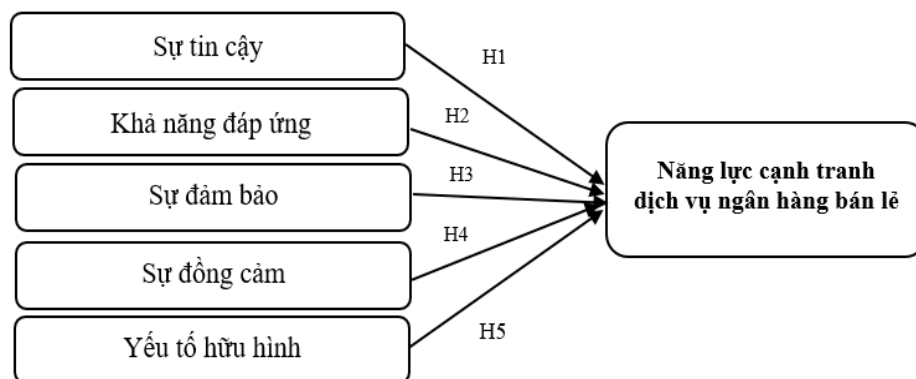 Sự tin cậy
H1
Khả năng đáp ứng
H2
Sự đảm bảo
H3
Năng lực cạnh tranh
dịch vụ ngân hàng bán lẻ
H4
Sự đồng cảm
H5
Yếu tố hữu hình